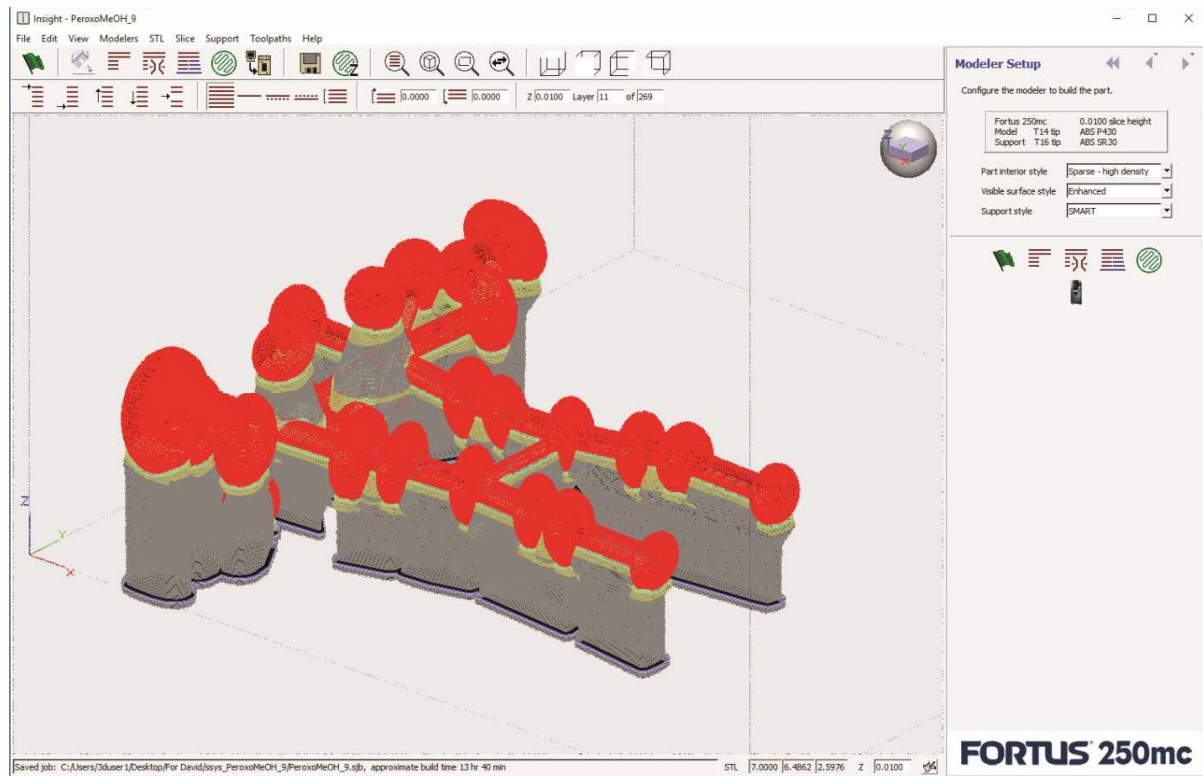 Insight - PeroxoMeOH_9
File Edit View Modelers STL Slice Support Toolpaths Help
0.0000 0.0000 Z 0.0100 Layer 11 of 269
Modeler Setup
Configure the modeler to build the part.
Fortus 250mc 0.0100 slice height
Model T14 tip ABS P430
Support T16 tip ABS SR30
Part interior style Sparse - high density
Visible surface style Enhanced
Support style SMART
Z
Y
X
Z
Y
X
Saved job: C:/Users/3duser1/Desktop/For David/ssys_PeroxoMeOH_9/PeroxoMeOH_9.sjb, approximate build time 13 hr 40 min
STL 7.0000 6.4862 2.5976 Z 0.0100
FORTUS 250mc